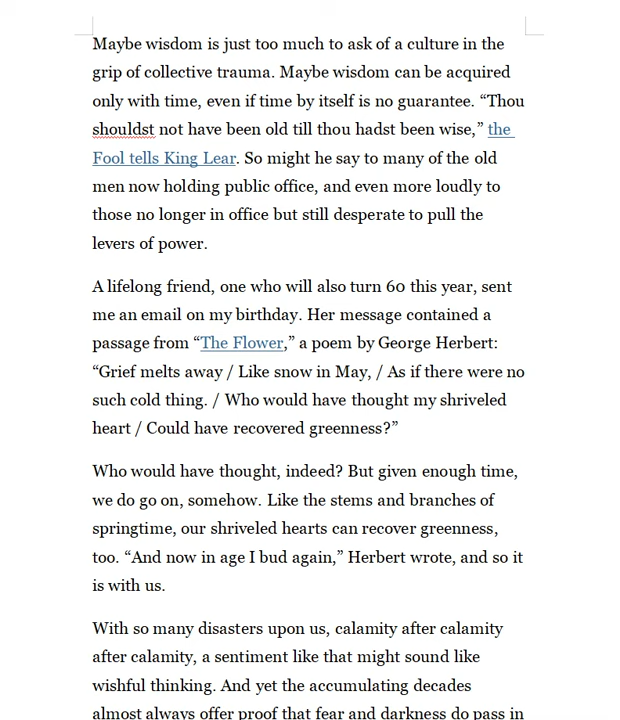 Maybe wisdom is just too much to ask of a culture in the
grip of collective trauma. Maybe wisdom can be acquired
only with time, even if time by itself is no guarantee. “Thou
shouldst not have been old till thou hadst been wise,” the
Fool tells King Lear. So might he say to many of the old
men now holding public office, and even more loudly to
those no longer in office but still desperate to pull the
levers of power.
A lifelong friend, one who will also turn 60 this year, sent
me an email on my birthday. Her message contained a
passage from “The Flower,” a poem by George Herbert:
“Grief melts away / Like snow in May, / As if there were no
such cold thing. / Who would have thought my shriveled
heart / Could have recovered greenness?”
Who would have thought, indeed? But given enough time,
we do go on, somehow. Like the stems and branches of
springtime, our shriveled hearts can recover greenness,
too. “And now in age I bud again,” Herbert wrote, and so it
is with us.
With so many disasters upon us, calamity after calamity
after calamity, a sentiment like that might sound like
wishful thinking. And yet the accumulating decades
almost always offer proof that fear and darkness do pass in